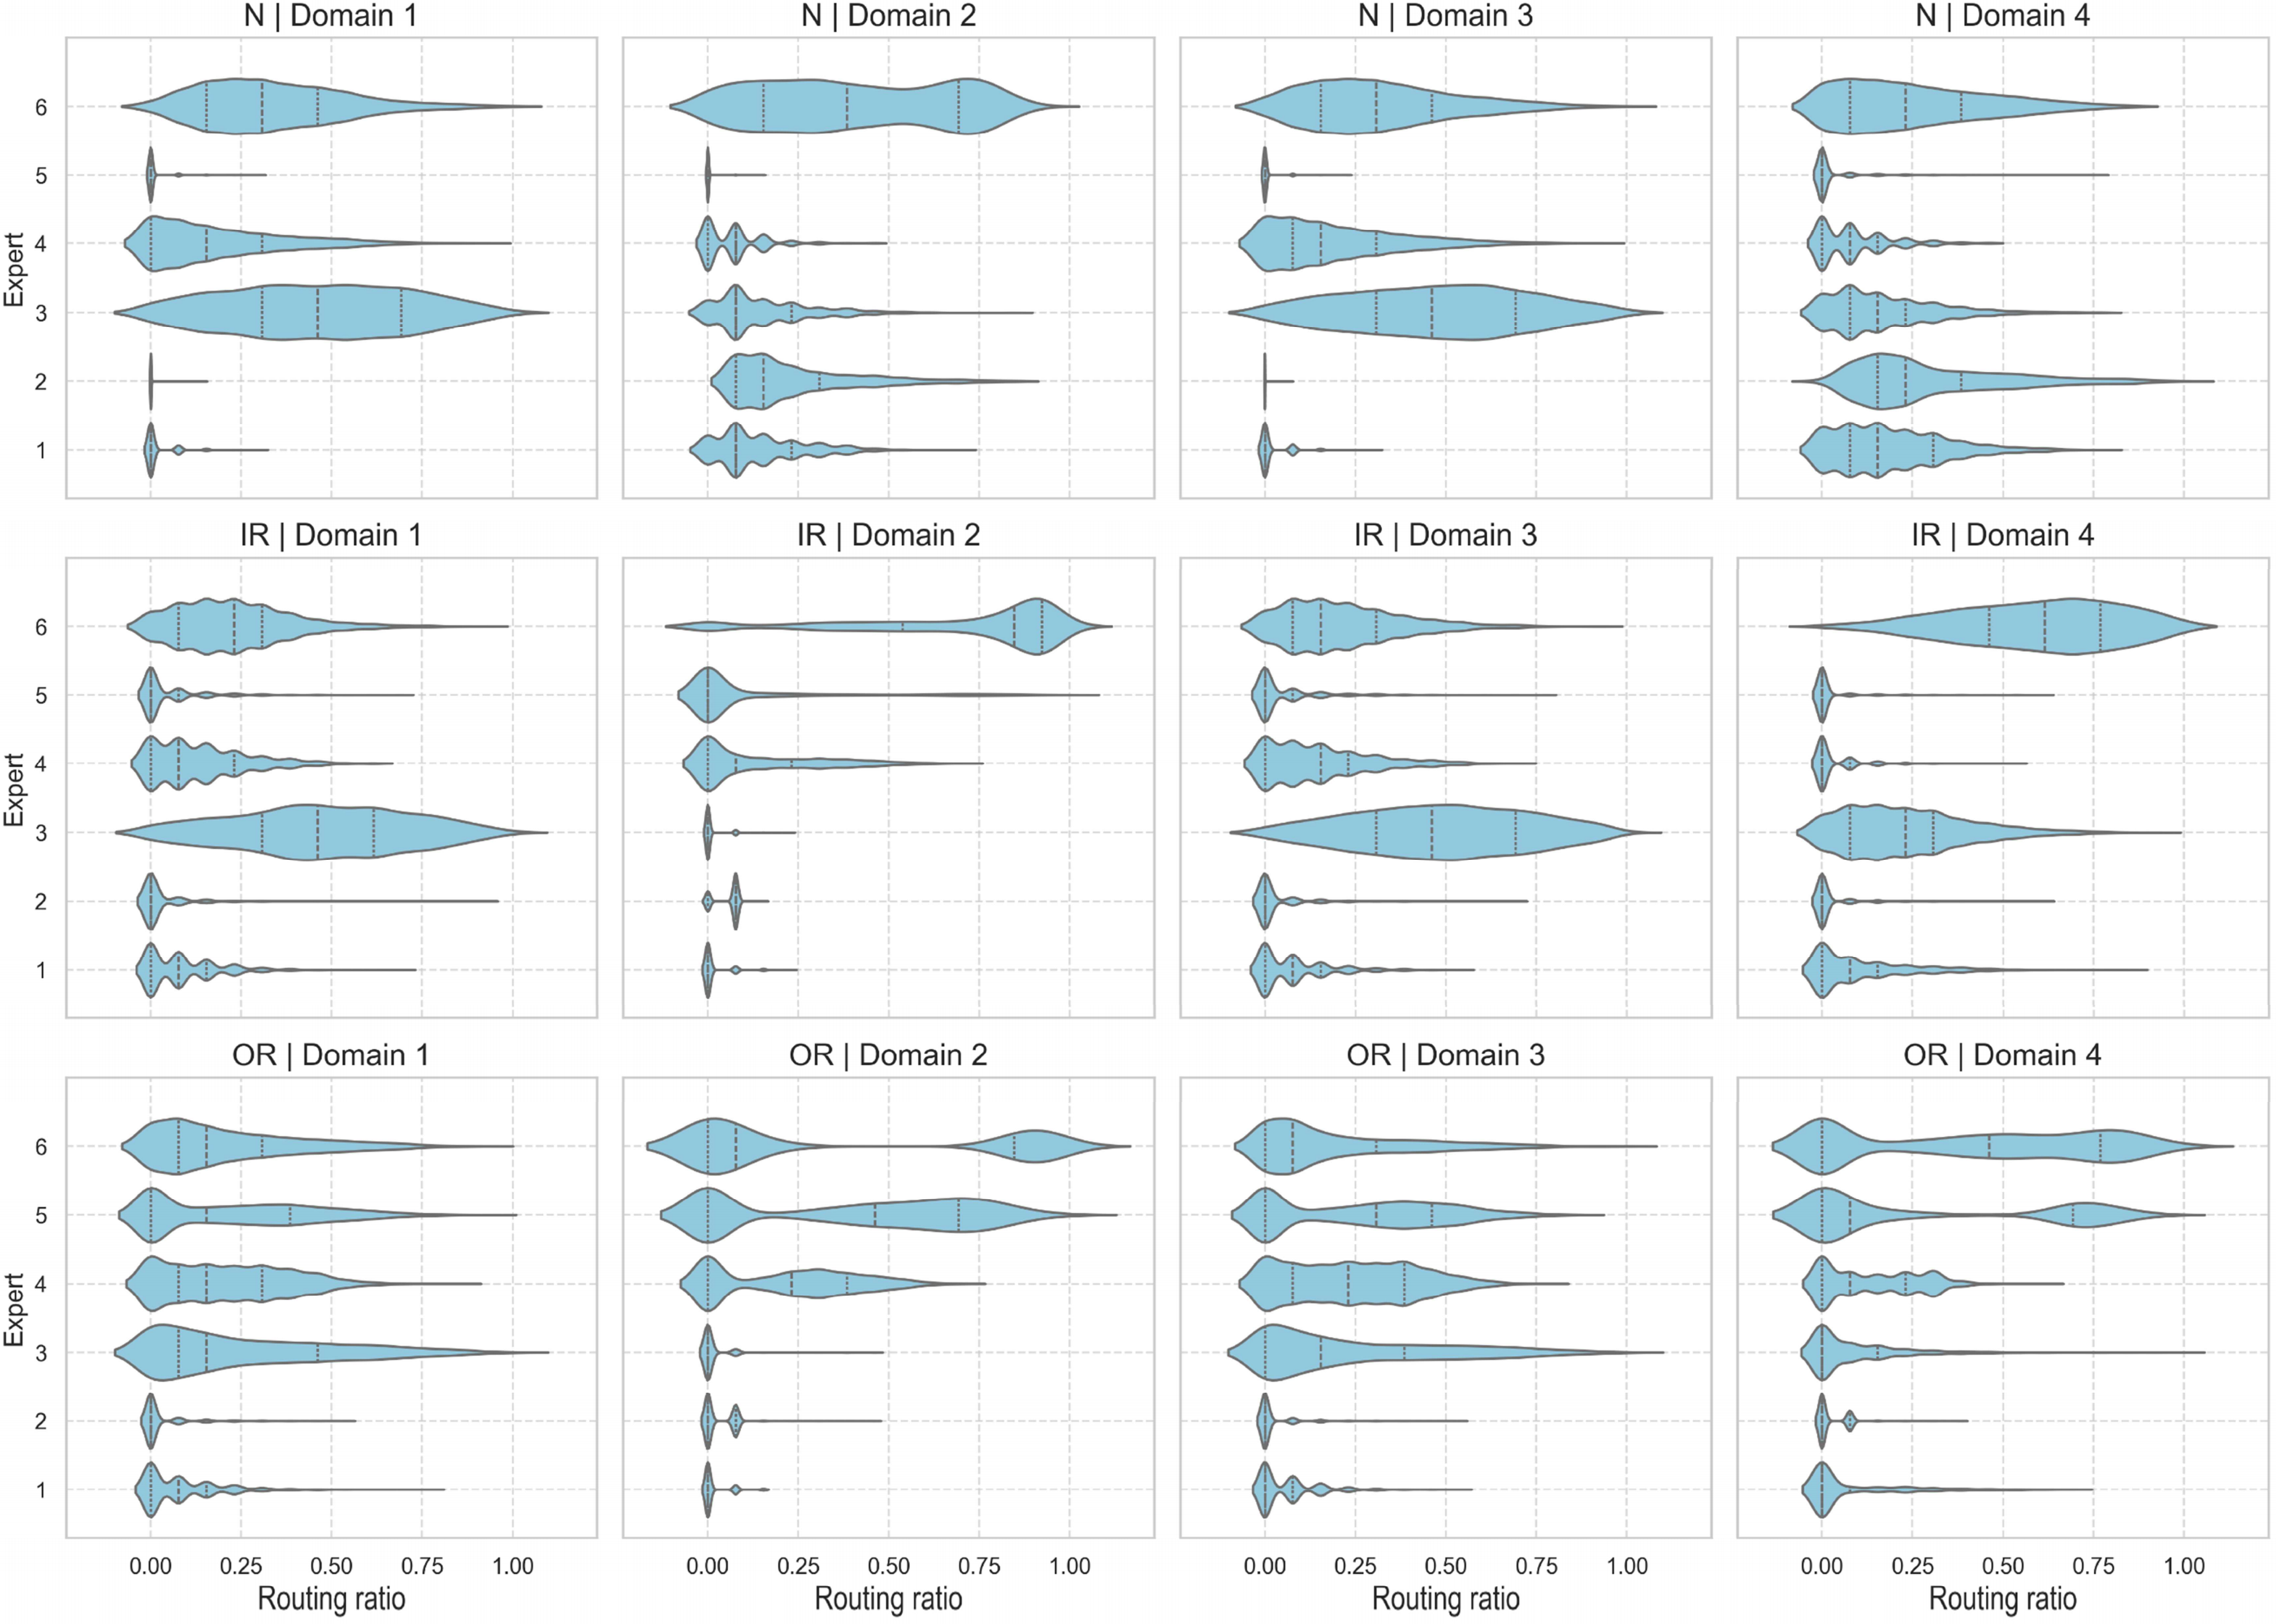 N | Domain 1
N | Domain 2
N | Domain 3
N | Domain 4
Expert
6
5
4
3
2
1
IR | Domain 1
IR | Domain 2
IR | Domain 3
IR | Domain 4
Expert
6
5
4
3
2
1
OR | Domain 1
OR | Domain 2
OR | Domain 3
OR | Domain 4
Expert
6
5
4
3
2
1
0.00 0.25 0.50 0.75 1.00
0.00 0.25 0.50 0.75 1.00
0.00 0.25 0.50 0.75 1.00
0.00 0.25 0.50 0.75 1.00
Routing ratio
Routing ratio
Routing ratio
Routing ratio